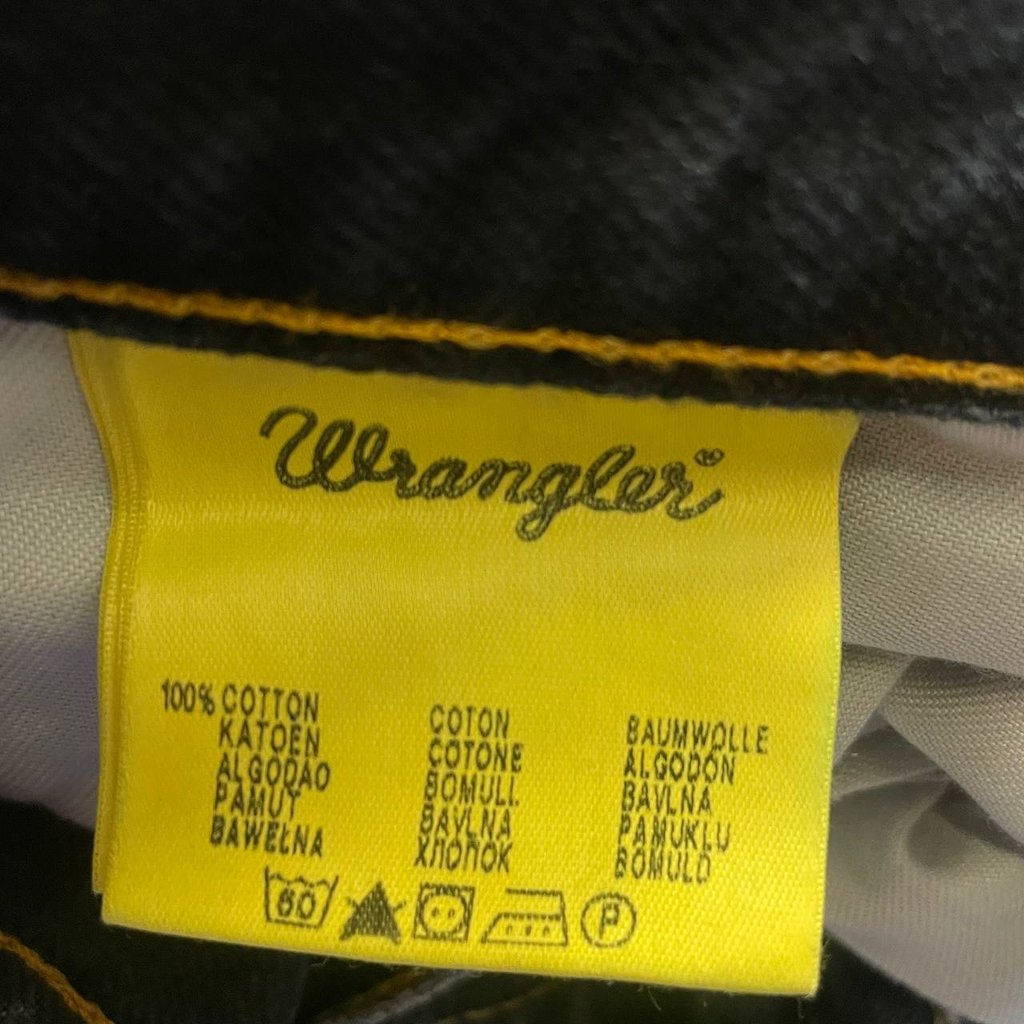 Wrangler®
100% COTTON
KATOEN
ALGODAO
PAMUT
BAWEŁNA
COTON
COTONE
BOMULL
BAVLNA
ХЛОПОК
BAUMWOLLE
ALGODÓN
BAVLNA
PAMUKLU
BOMULD
60
P